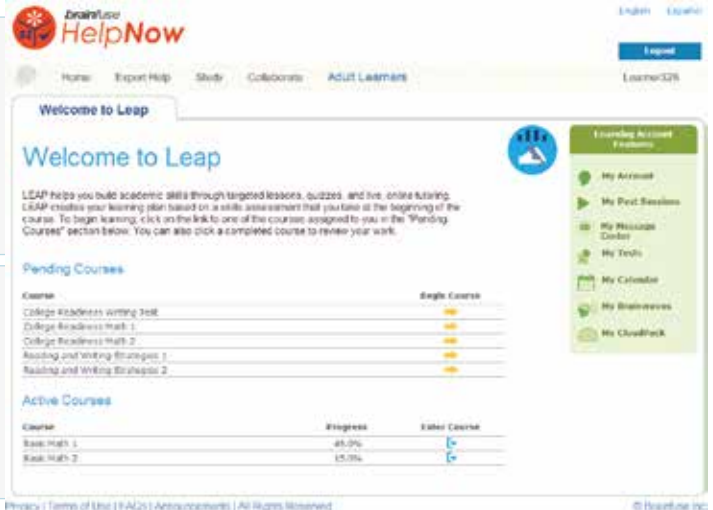 brainfuse
HelpNow
English Español
Logout
Home Expert Help Study Collaborate Adult Learners
Welcome to Leap
Welcome to Leap
LEAP helps you build academic skills through targeted lessons, quizzes, and live, online tutoring.
LEAP creates your learning plan based on a skills assessment that you take at the beginning of the
course. To begin learning, click on the link to one of the courses assigned to you in the "Pending
Courses" section below. You can also click a completed course to review your work.
Pending Courses
Course Begin Course
College Readiness Writing Test
College Readiness Math 1
College Readiness Math 2
Reading and Writing Strategies 1
Reading and Writing Strategies 2
Active Courses
Course Progress Enter Course
Basic Math 1
Basic Math 2 15.0%
Learning Account
Features
My Account
My Past Sessions
My Message
Center
My Tests
My Calendar
My Brainwaves
My CloudPack
Privacy | Terms of Use | FAQs | Announcements | All Rights Reserved
© Brainfuse Inc